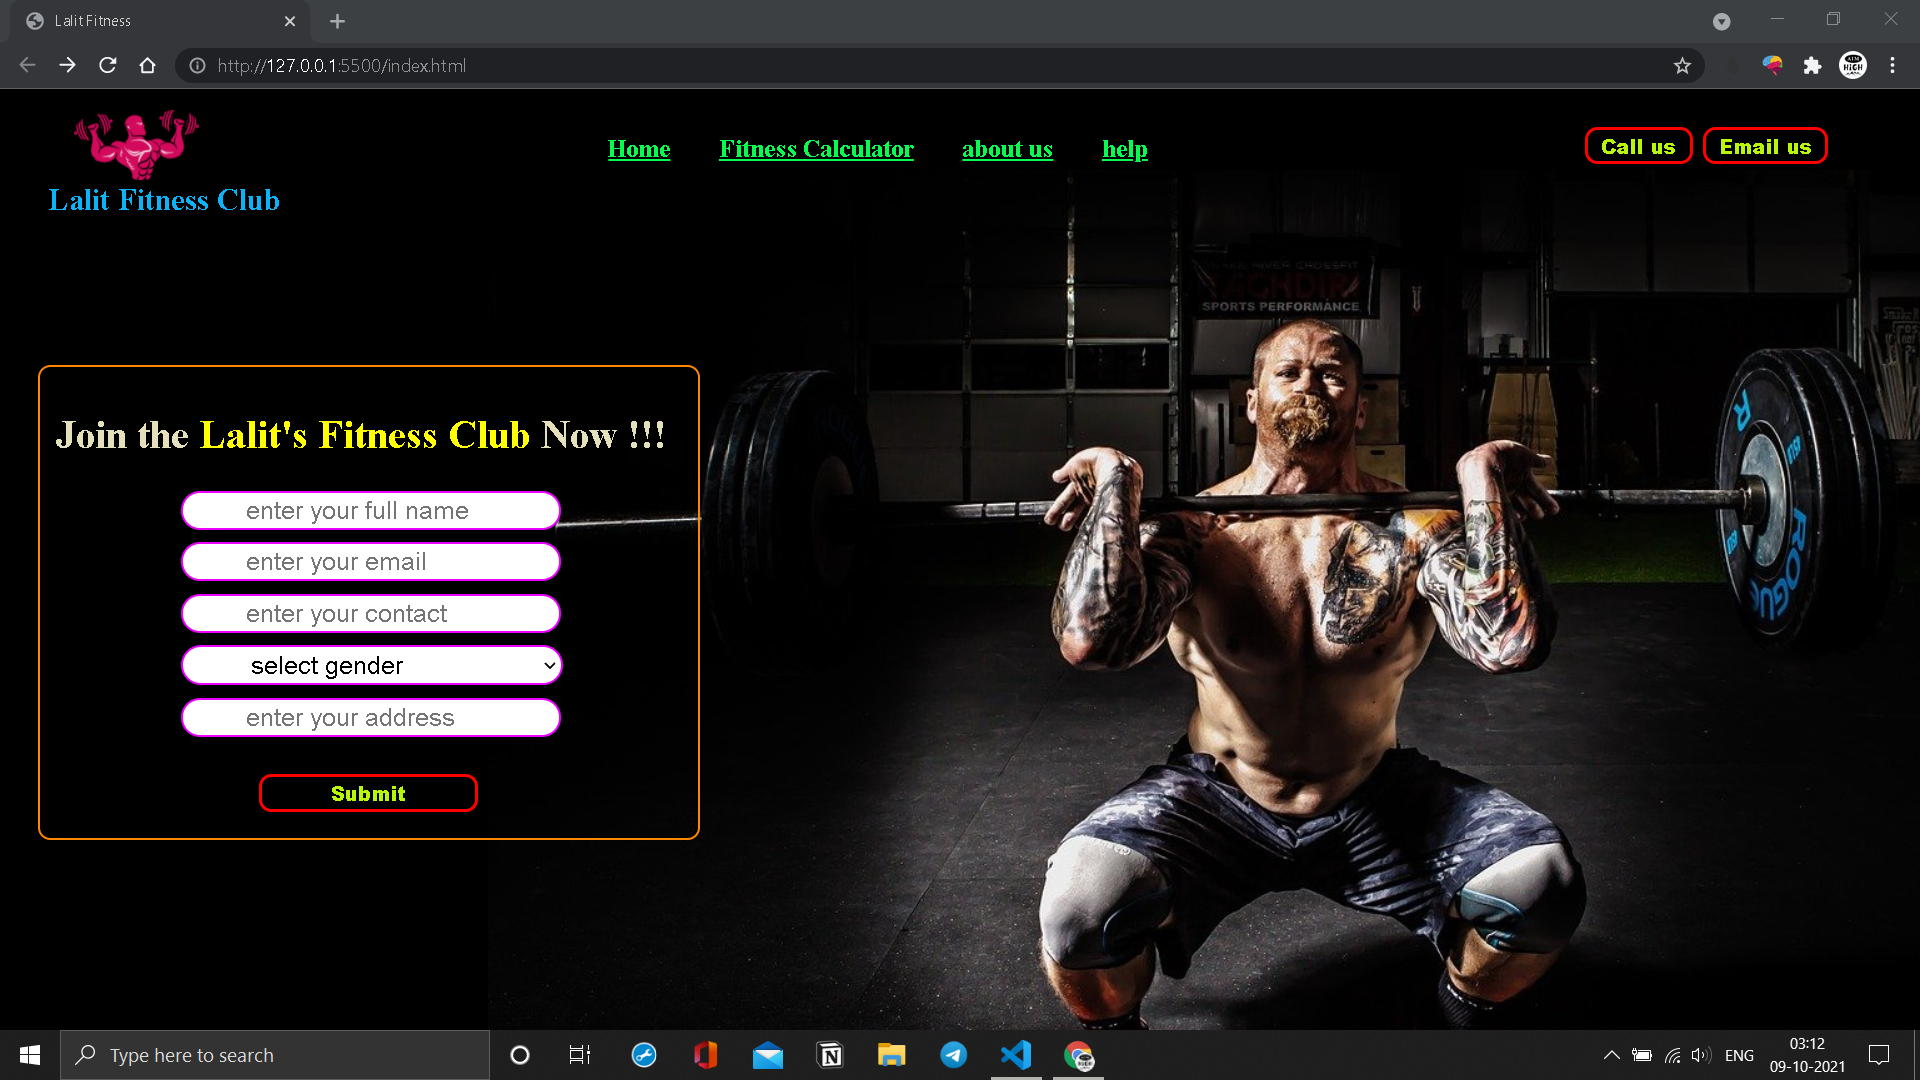 Lalit Fitness
http://127.0.0.1:5500/index.html
AIM
HIGH
Home Fitness Calculator about us help
Call us Email us
Lalit Fitness Club
SPORTS PERFORMANCE
Join the Lalit's Fitness Club Now !!!
enter your full name
enter your email
enter your contact
select gender
enter your address
Submit
R
ROGUE
Type here to search
ENG
03:12
09-10-2021